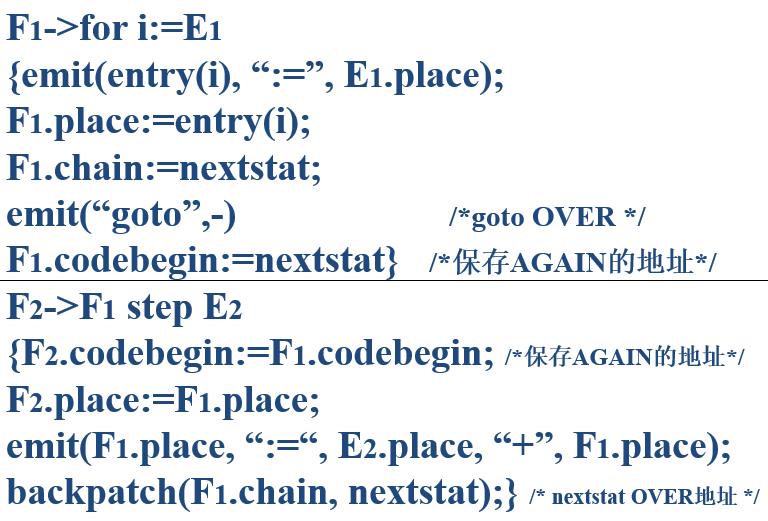 F1->for i:=E1
{emit(entry(i), “:=”, E1.place);
F1.place:=entry(i);
F1.chain:=nextstat;
emit(“goto”,-) /*goto OVER */
F1.codebegin:=nextstat} /*保存AGAIN的地址*/
F2->F1 step E2
{F2.codebegin:=F1.codebegin; /*保存AGAIN的地址*/
F2.place:=F1.place;
emit(F1.place, “:=“, E2.place, “+”, F1.place);
backpatch(F1.chain, nextstat);} /* nextstat OVER地址 */